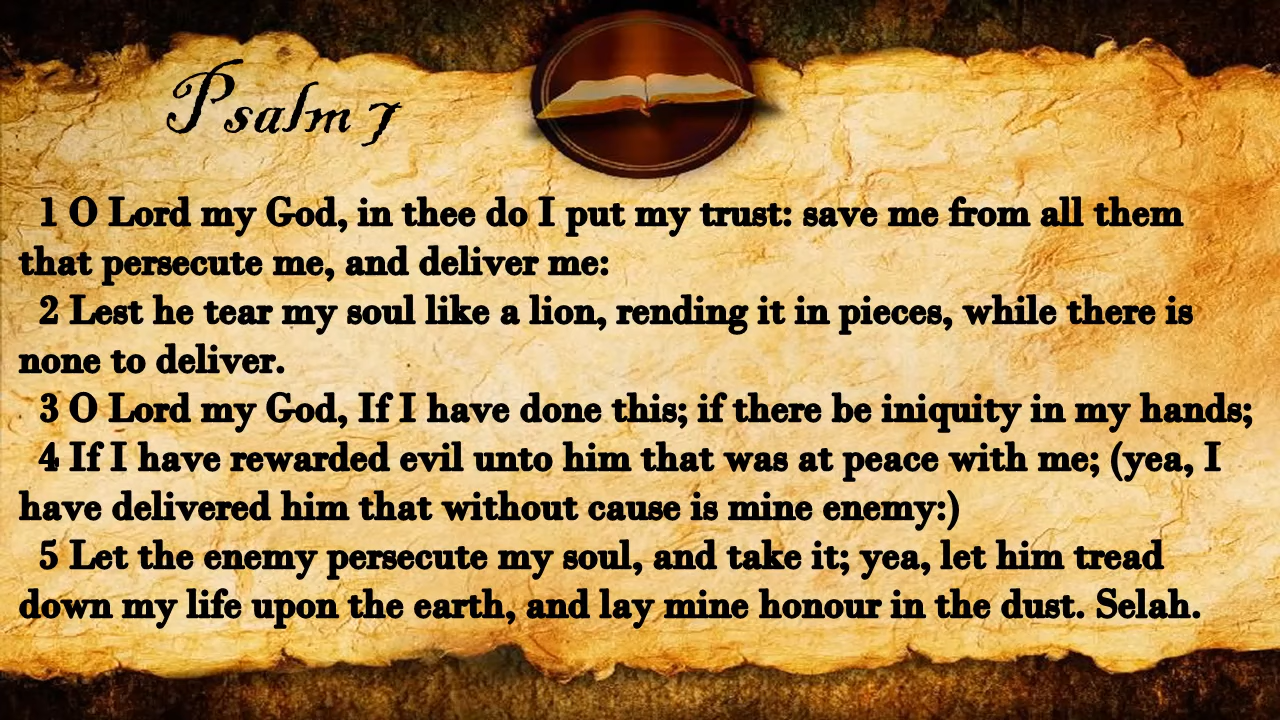 Psalm 7
1 O Lord my God, in thee do I put my trust: save me from all them
that persecute me, and deliver me:
2 Lest he tear my soul like a lion, rending it in pieces, while there is
none to deliver.
3 O Lord my God, If I have done this; if there be iniquity in my hands;
4 If I have rewarded evil unto him that was at peace with me; (yea, I
have delivered him that without cause is mine enemy:)
5 Let the enemy persecute my soul, and take it; yea, let him tread
down my life upon the earth, and lay mine honour in the dust. Selah.